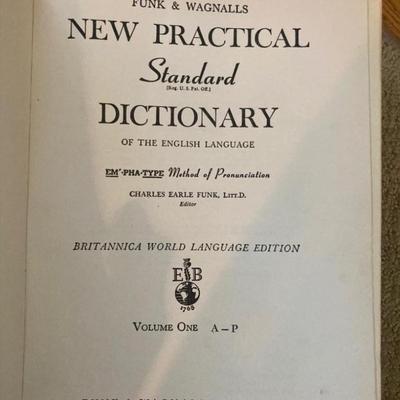 FUNK & WAGNALLS
NEW PRACTICAL
Standard
[Reg. U. S. Pat. Off.]
DICTIONARY
OF THE ENGLISH LANGUAGE
EM'-PHA-TYPE Method of Pronunciation
CHARLES EARLE FUNK, LITT.D.
Editor
BRITANNICA WORLD LANGUAGE EDITION
EB
1768
VOLUME ONE A–P